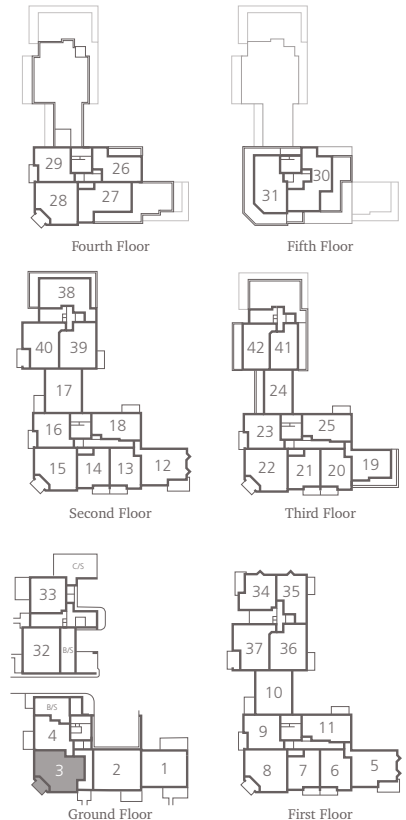 29
26
28
27
Fourth Floor
30
31
Fifth Floor
38
40 39
17
16
18
15 14 13 12
Second Floor
42 41
24
23
25
22 21 20 19
Third Floor
C/S
33
32 B/S
B/S
4
3
2
1
Ground Floor
34 35
37 36
10
9
11
8 7 6 5
First Floor